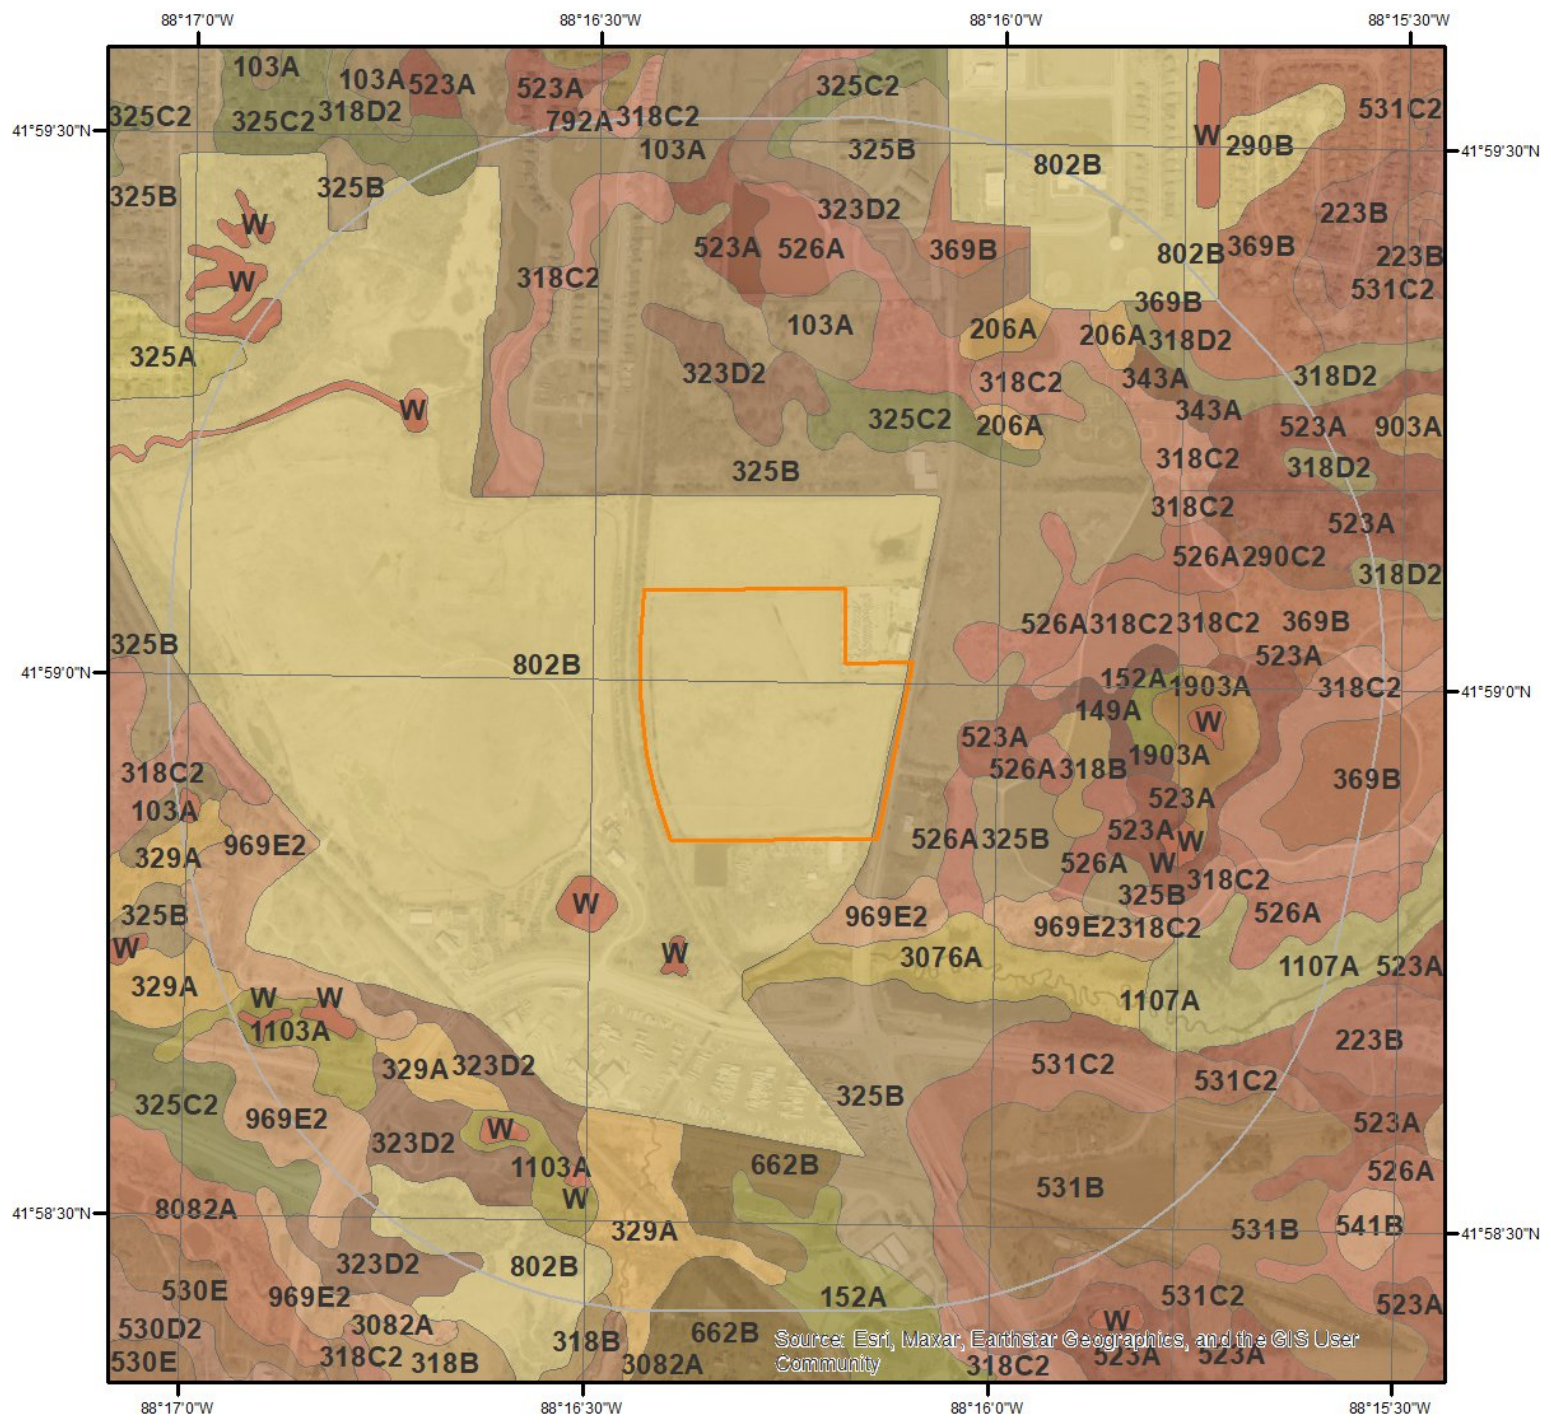 88°17'0"W 88°16'30"W 88°16'0"W 88°15'30"W
103A 103A 523A 523A 325C2
325C2 325C2 318D2 792A 318C2 531C2
41°59'30"N W 290B 41°59'30"N
103A 325B 802B
325B 325B 323D2 223B
W 523A 526A 369B 802B 369B 223B
W 318C2 531C2
369B
103A 206A 206A 318D2
325A 323D2 318C2 343A 318D2
W 325C2 206A 343A 523A 903A
325B 318C2 318D2
318C2 523A
526A 290C2 318D2
526A 318C2 318C2 369B
325B 802B 523A
41°59'0"N 152A 1903A 318C2 41°59'0"N
149A W
523A 1903A
318C2 526A 318B 369B
103A 523A
969E2 526A 325B 523A W
329A 526A W 318C2
325B W 969E2 325B 526A
W W 969E2 318C2
329A 3076A 1107A 523A
W W 1107A
1103A 223B
329A 323D2 531C2 531C2
325C2 969E2 325B 523A
323D2 W 662B 526A
1103A W 531B
8082A 41°58'30"N 329A 531B 541B 41°58'30"N
323D2 802B
530E 969E2 152A 531C2 523A
530D2 3082A 318B 662B W
530E 318C2 318B 3082A 318C2 523A 523A
Source: Esri, Maxar, Earthstar Geographics, and the GIS User
Community
88°17'0"W 88°16'30"W 88°16'0"W 88°15'30"W